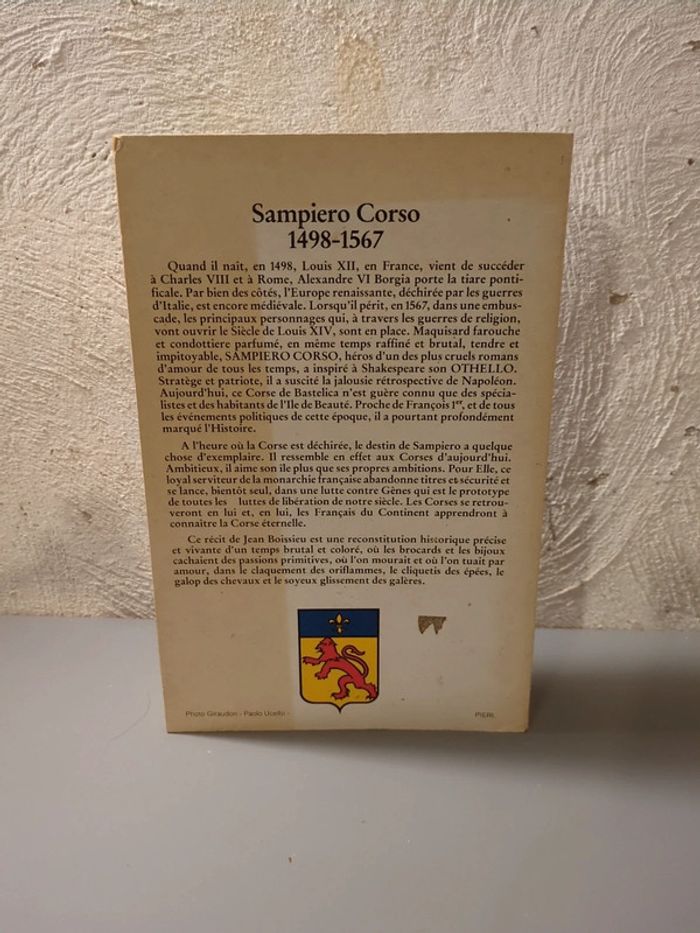 Sampiero Corso
1498-1567
Quand il naît, en 1498, Louis XII, en France, vient de succéder
à Charles VIII et à Rome, Alexandre VI Borgia porte la tiare ponti-
ficale. Par bien des côtés, l'Europe renaissante, déchirée par les guerres
d'Italie, est encore médiévale. Lorsqu'il périt, en 1567, dans une embus-
cade, les principaux personnages qui, à travers les guerres de religion,
vont ouvrir le Siècle de Louis XIV, sont en place. Maquisard farouche
et condottiere parfumé, en même temps raffiné et brutal, tendre et
impitoyable, SAMPIERO CORSO, héros d'un des plus cruels romans
d'amour de tous les temps, a inspiré à Shakespeare son OTHELLO.
Stratège et patriote, il a suscité la jalousie rétrospective de Napoléon.
Aujourd'hui, ce Corse de Bastelica n'est guère connu que des spécia-
listes et des habitants de l'Ile de Beauté. Proche de François 1er, et de tous
les événements politiques de cette époque, il a pourtant profondément
marqué l'Histoire.
A l'heure où la Corse est déchirée, le destin de Sampiero a quelque
chose d'exemplaire. Il ressemble en effet aux Corses d'aujourd'hui.
Ambitieux, il aime son île plus que ses propres ambitions. Pour Elle, ce
loyal serviteur de la monarchie française abandonne titres et sécurité et
se lance, bientôt seul, dans une lutte contre Gènes qui est le prototype
de toutes les luttes de libération de notre siècle. Les Corses se retrou-
veront en lui et, en lui, les Français du Continent apprendront à
connaître la Corse éternelle.
Ce récit de Jean Boissieu est une reconstitution historique précise
et vivante d'un temps brutal et coloré, où les brocards et les bijoux
cachaient des passions primitives, où l'on mourait et où l'on tuait par
amour, dans le claquement des oriflammes, le cliquetis des épées, le
galop des chevaux et le soyeux glissement des galères.
Photo Giraudon - Paolo Ucello -
PIERI